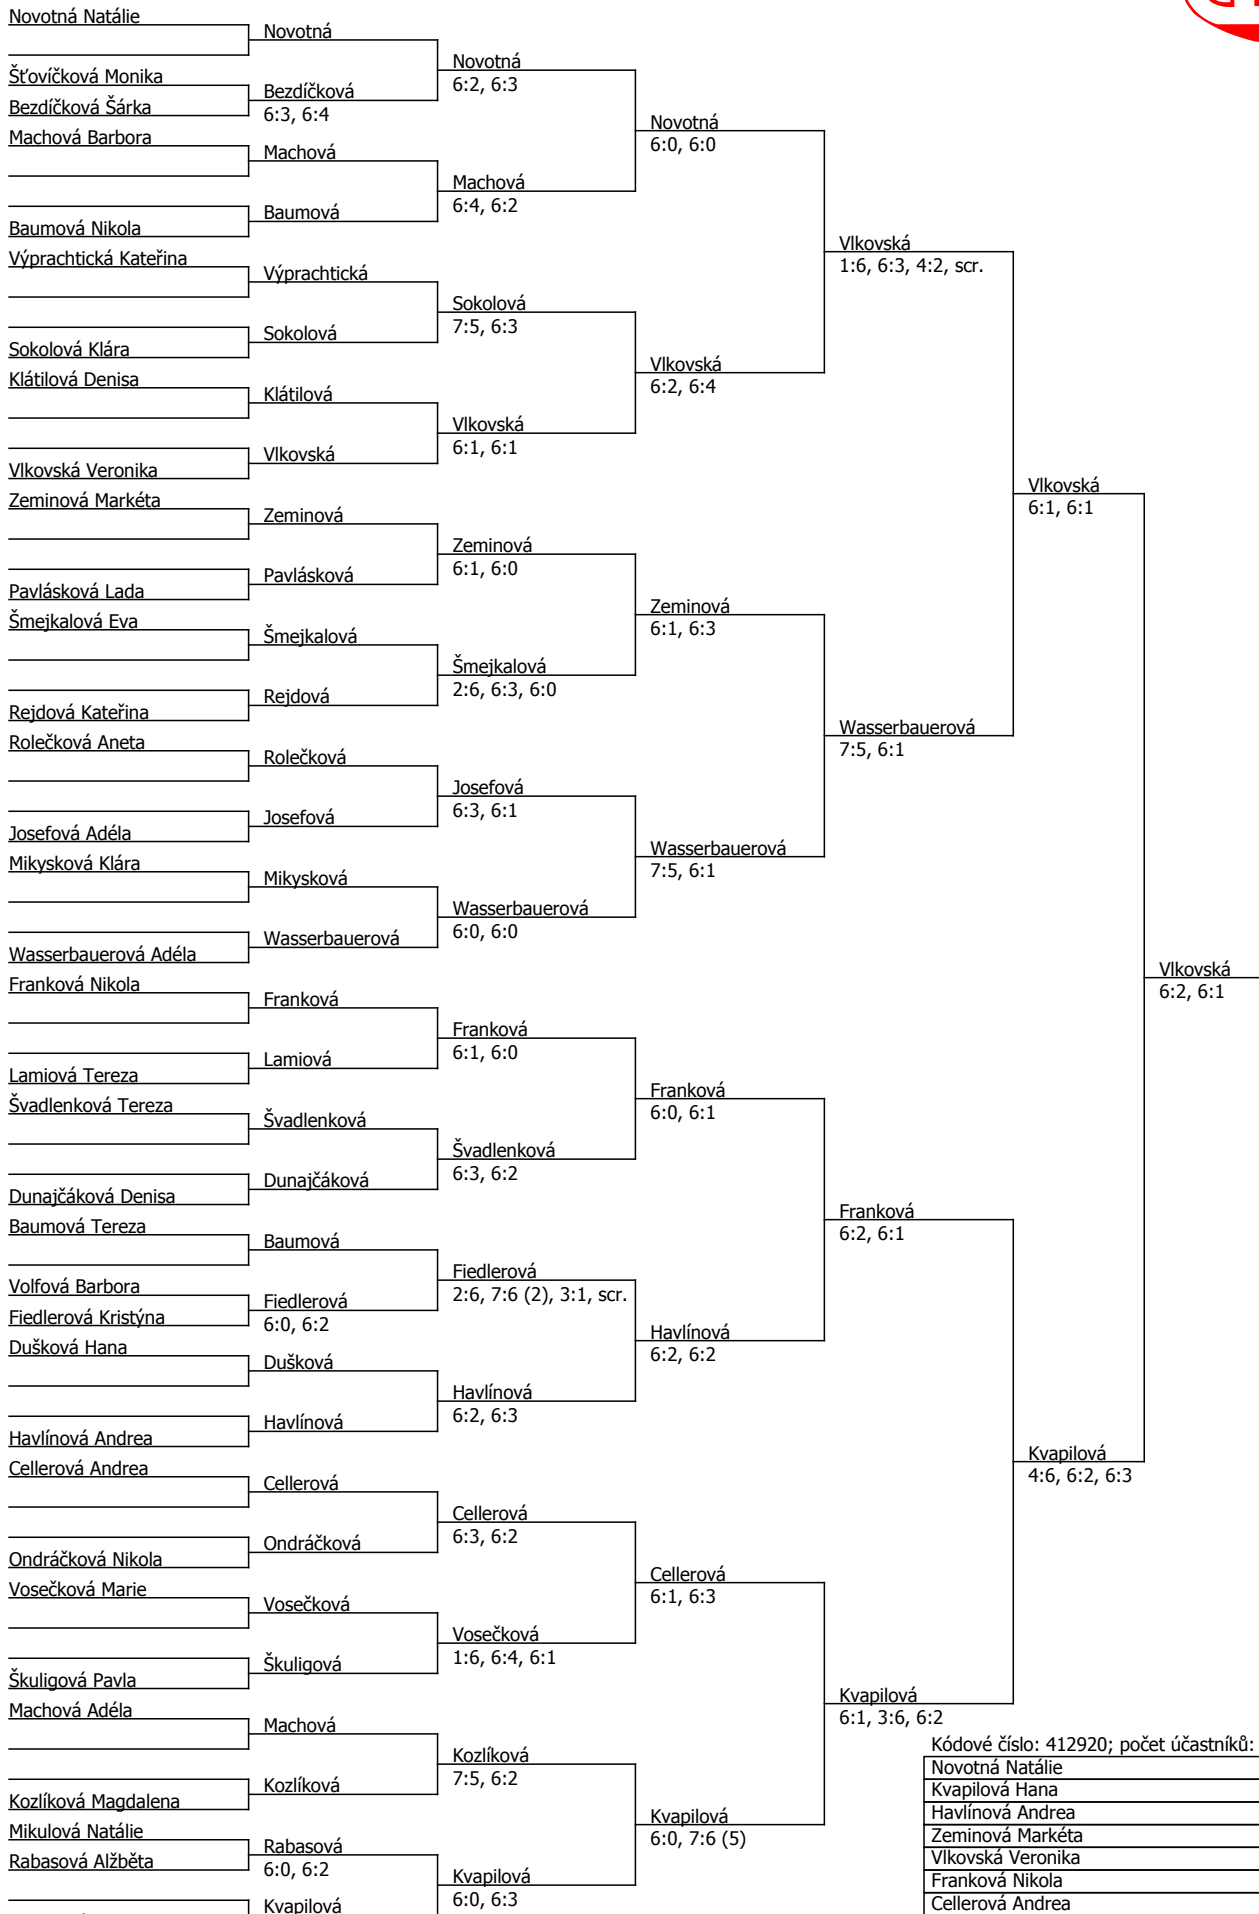 Novotná Natálie
Šťovíčková Monika
Bezdíčková Šárka
Machová Barbora
Baumová Nikola
Výprachtická Kateřina
Sokolová Klára
Klátilová Denisa
Vlkovská Veronika
Zeminová Markéta
Pavlásková Lada
Šmejkalová Eva
Rejdová Kateřina
Rolečková Aneta
Josefová Adéla
Mikysková Klára
Wasserbauerová Adéla
Franková Nikola
Lamiová Tereza
Švadlenková Tereza
Dunajčáková Denisa
Baumová Tereza
Volfová Barbora
Fiedlerová Kristýna
Dušková Hana
Havlínová Andrea
Cellerová Andrea
Ondráčková Nikola
Vosečková Marie
Škuligová Pavla
Machová Adéla
Kozlíková Magdalena
Mikulová Natálie
Rabasová Alžběta
Novotná
Bezdíčková
6:3, 6:4
Machová
Baumová
Výprachtická
Sokolová
Klátilová
Vlkovská
Zeminová
Pavlásková
Šmejkalová
Rejdová
Rolečková
Josefová
Mikysková
Wasserbauerová
Franková
Lamiová
Švadlenková
Dunajčáková
Baumová
Fiedlerová
6:0, 6:2
Dušková
Havlínová
Cellerová
Ondráčková
Vosečková
Škuligová
Machová
Kozlíková
Rabasová
6:0, 6:2
Kvapilová
Novotná
6:2, 6:3
Machová
6:4, 6:2
Sokolová
7:5, 6:3
Vlkovská
6:1, 6:1
Zeminová
6:1, 6:0
Šmejkalová
2:6, 6:3, 6:0
Josefová
6:3, 6:1
Wasserbauerová
6:0, 6:0
Franková
6:1, 6:0
Švadlenková
6:3, 6:2
Fiedlerová
2:6, 7:6 (2), 3:1, scr.
Havlínová
6:2, 6:3
Cellerová
6:3, 6:2
Vosečková
1:6, 6:4, 6:1
Kozlíková
7:5, 6:2
Kvapilová
6:0, 6:3
Novotná
6:0, 6:0
Vlkovská
6:2, 6:4
Zeminová
6:1, 6:3
Wasserbauerová
7:5, 6:1
Franková
6:0, 6:1
Havlínová
6:2, 6:2
Cellerová
6:1, 6:3
Kvapilová
6:0, 7:6 (5)
Vlkovská
1:6, 6:3, 4:2, scr.
Wasserbauerová
7:5, 6:1
Franková
6:2, 6:1
Kvapilová
6:1, 3:6, 6:2
Vlkovská
6:1, 6:1
Kvapilová
4:6, 6:2, 6:3
Vlkovská
6:2, 6:1
Kódové číslo: 412920; počet účastníků:
Novotná Natálie
Kvapilová Hana
Havlínová Andrea
Zeminová Markéta
Vlkovská Veronika
Franková Nikola
Cellerová Andrea